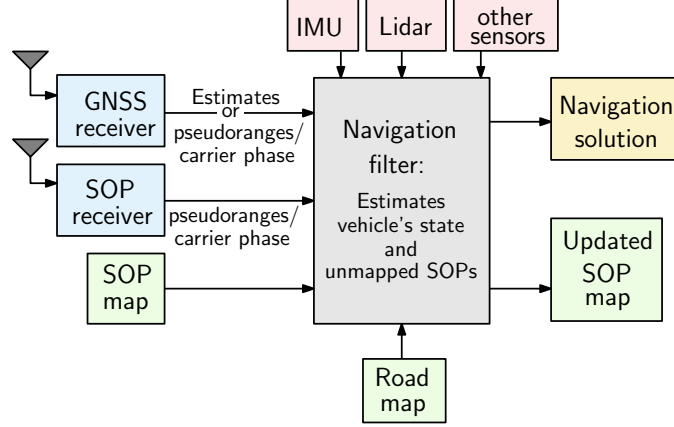 IMU
Lidar
other
sensors
GNSS
receiver
Estimates
or
pseudoranges/
carrier phase
SOP
receiver
pseudoranges/
carrier phase
SOP
map
Navigation
filter:
Estimates
vehicle's state
and
unmapped SOPs
Navigation
solution
Updated
SOP
map
Road
map